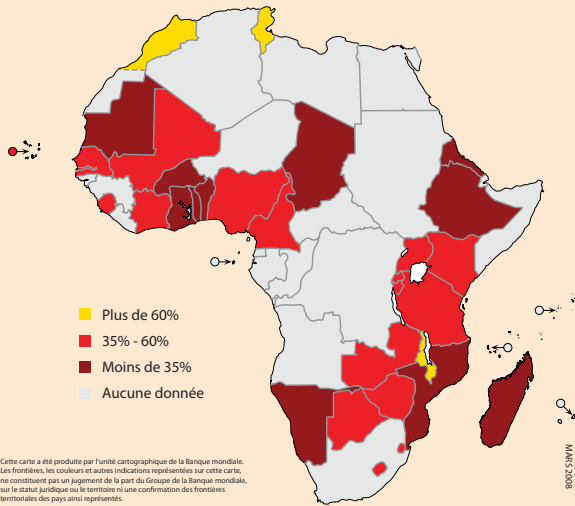 Plus de 60%
35% - 60%
Moins de 35%
Aucune donnée
Cette carte a été produite par l'unité cartographique de la Banque mondiale.
Les frontières, les couleurs et autres indications représentées sur cette carte,
ne constituent pas un jugement de la part du Groupe de la Banque mondiale,
sur le statut juridique ou le territoire ni une confirmation des frontières
territoriales des pays ainsi représentés.
MARS 2008